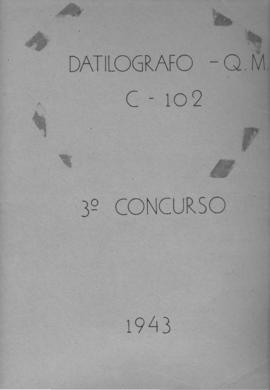 DATILOGRAFO - Q.M.
C - 102
3º CONCURSO
1943